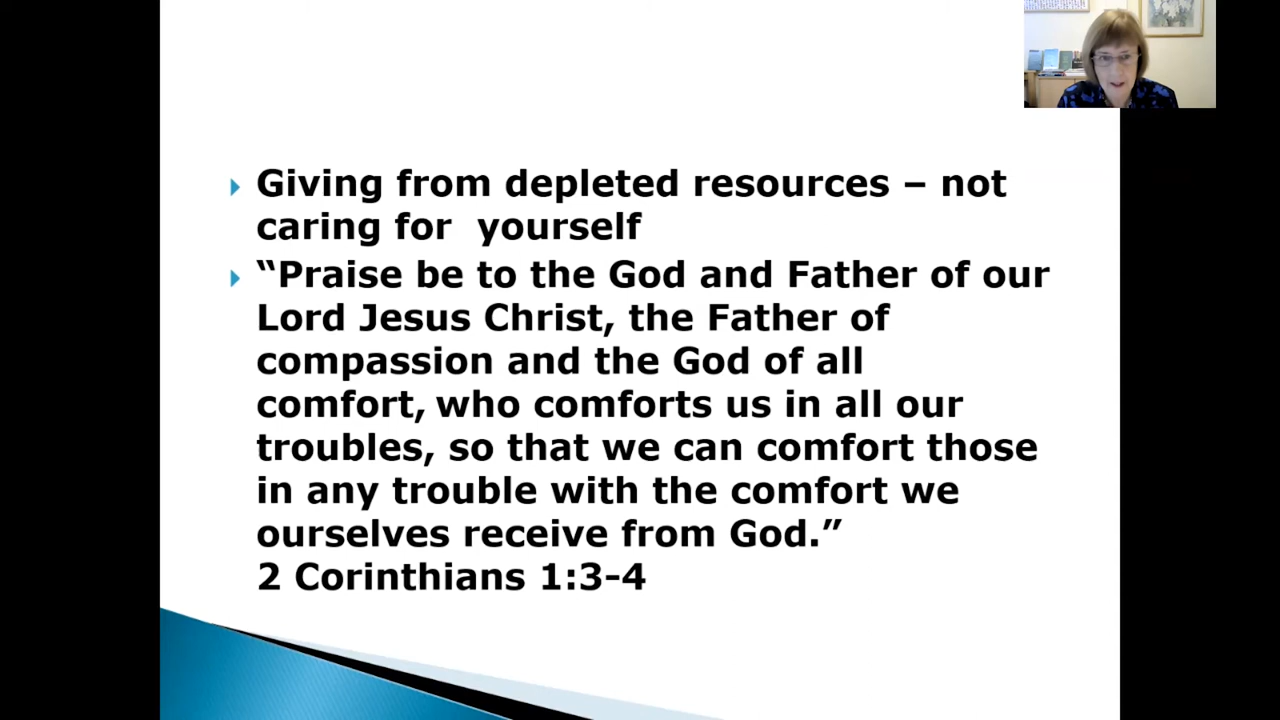 Giving from depleted resources – not
caring for  yourself
“Praise be to the God and Father of our
Lord Jesus Christ, the Father of
compassion and the God of all
comfort, who comforts us in all our
troubles, so that we can comfort those
in any trouble with the comfort we
ourselves receive from God.”
2 Corinthians 1:3-4